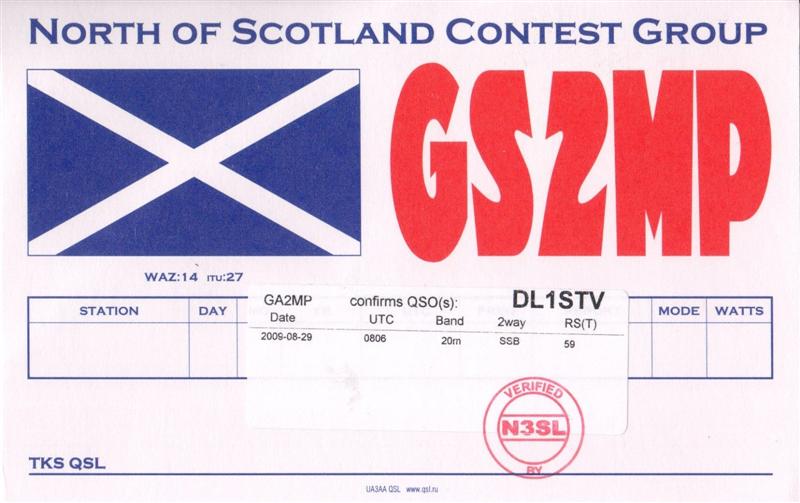 NORTH OF SCOTLAND CONTEST GROUP
GS2MP
WAZ:14 ITU:27
STATION DAY MODE WATTS
GA2MP confirms QSO(s): DL1STV
Date UTC Band 2way RS(T)
2009-08-29 0806 20m SSB 59
VERIFIED
N3SL
BY
TKS QSL
UA3AA QSL www.qsl.ru